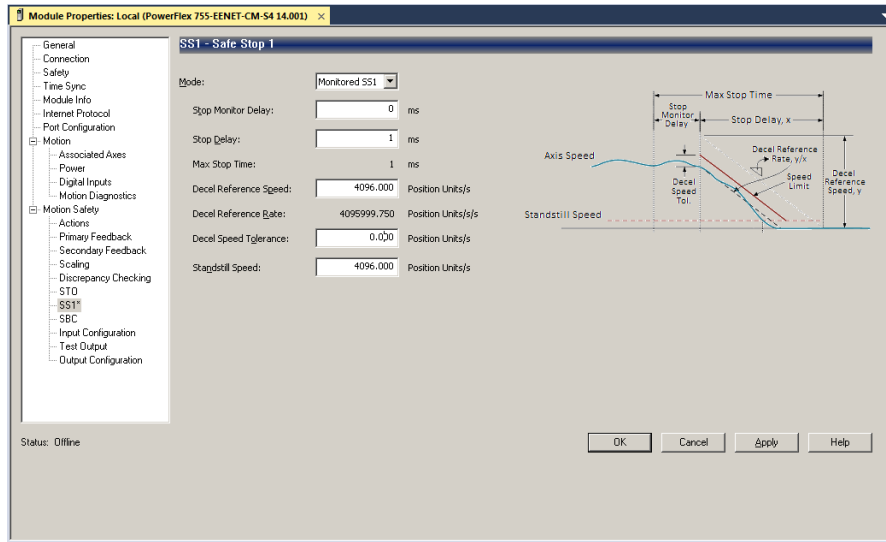 Module Properties: Local (PowerFlex 755-EENET-CM-S4 14.001) ×
General
Connection
Safety
Time Sync
Module Info
Internet Protocol
Port Configuration
Motion
Associated Axes
Power
Digital Inputs
Motion Diagnostics
Motion Safety
Actions
Primary Feedback
Secondary Feedback
Scaling
Discrepancy Checking
STO
SS1*
SBC
Input Configuration
Test Output
Output Configuration
SS1 - Safe Stop 1
Mode: Monitored SS1
Stop Monitor Delay: 0 ms
Stop Delay: 1 ms
Max Stop Time: 1 ms
Decel Reference Speed: 4096.000 Position Units/s
Decel Reference Rate: 4095999.750 Position Units/s/s
Decel Speed Tolerance: 0.000 Position Units/s
Standstill Speed: 4096.000 Position Units/s
Max Stop Time
Stop
Monitor
Delay
Stop Delay, x
Axis Speed
Decel Reference
Rate, y/x
Decel
Speed
Tol.
Speed
Limit
Decel
Reference
Speed, y
Standstill Speed
Status: Offline
OK
Cancel
Apply
Help